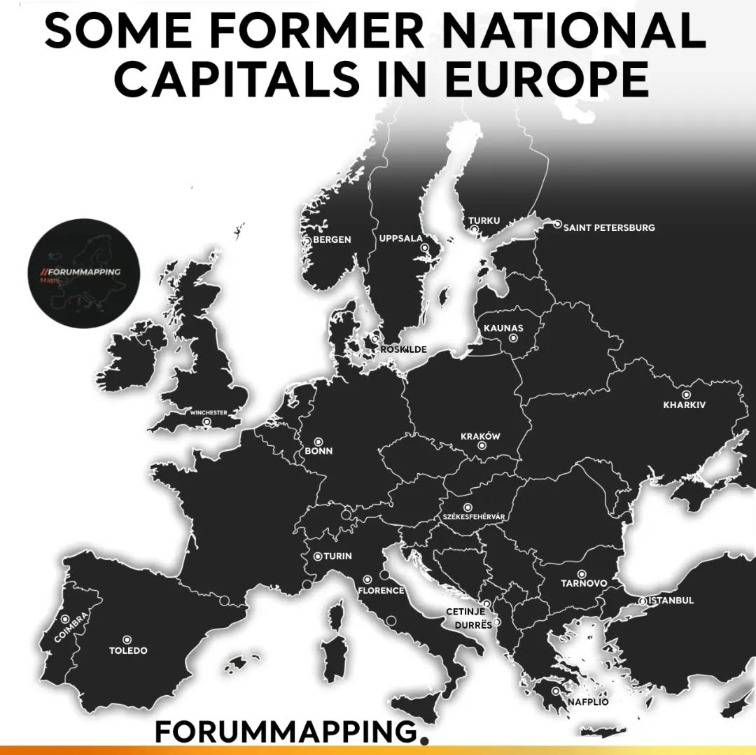 SOME FORMER NATIONAL
CAPITALS IN EUROPE
TURKU
SAINT PETERSBURG
BERGEN
UPPSALA
//FORUMMAPPING
KAUNAS
ROSKILDE
KHARKIV
WINCHESTER
KRAKÓW
BONN
SZÉKESFEHÉRVÁR
TURIN
TARNOVO
FLORENCE
ISTANBUL
CETINJE
COIMBRA
DURRËS
TOLEDO
NAFPLIO
FORUMMAPPING.